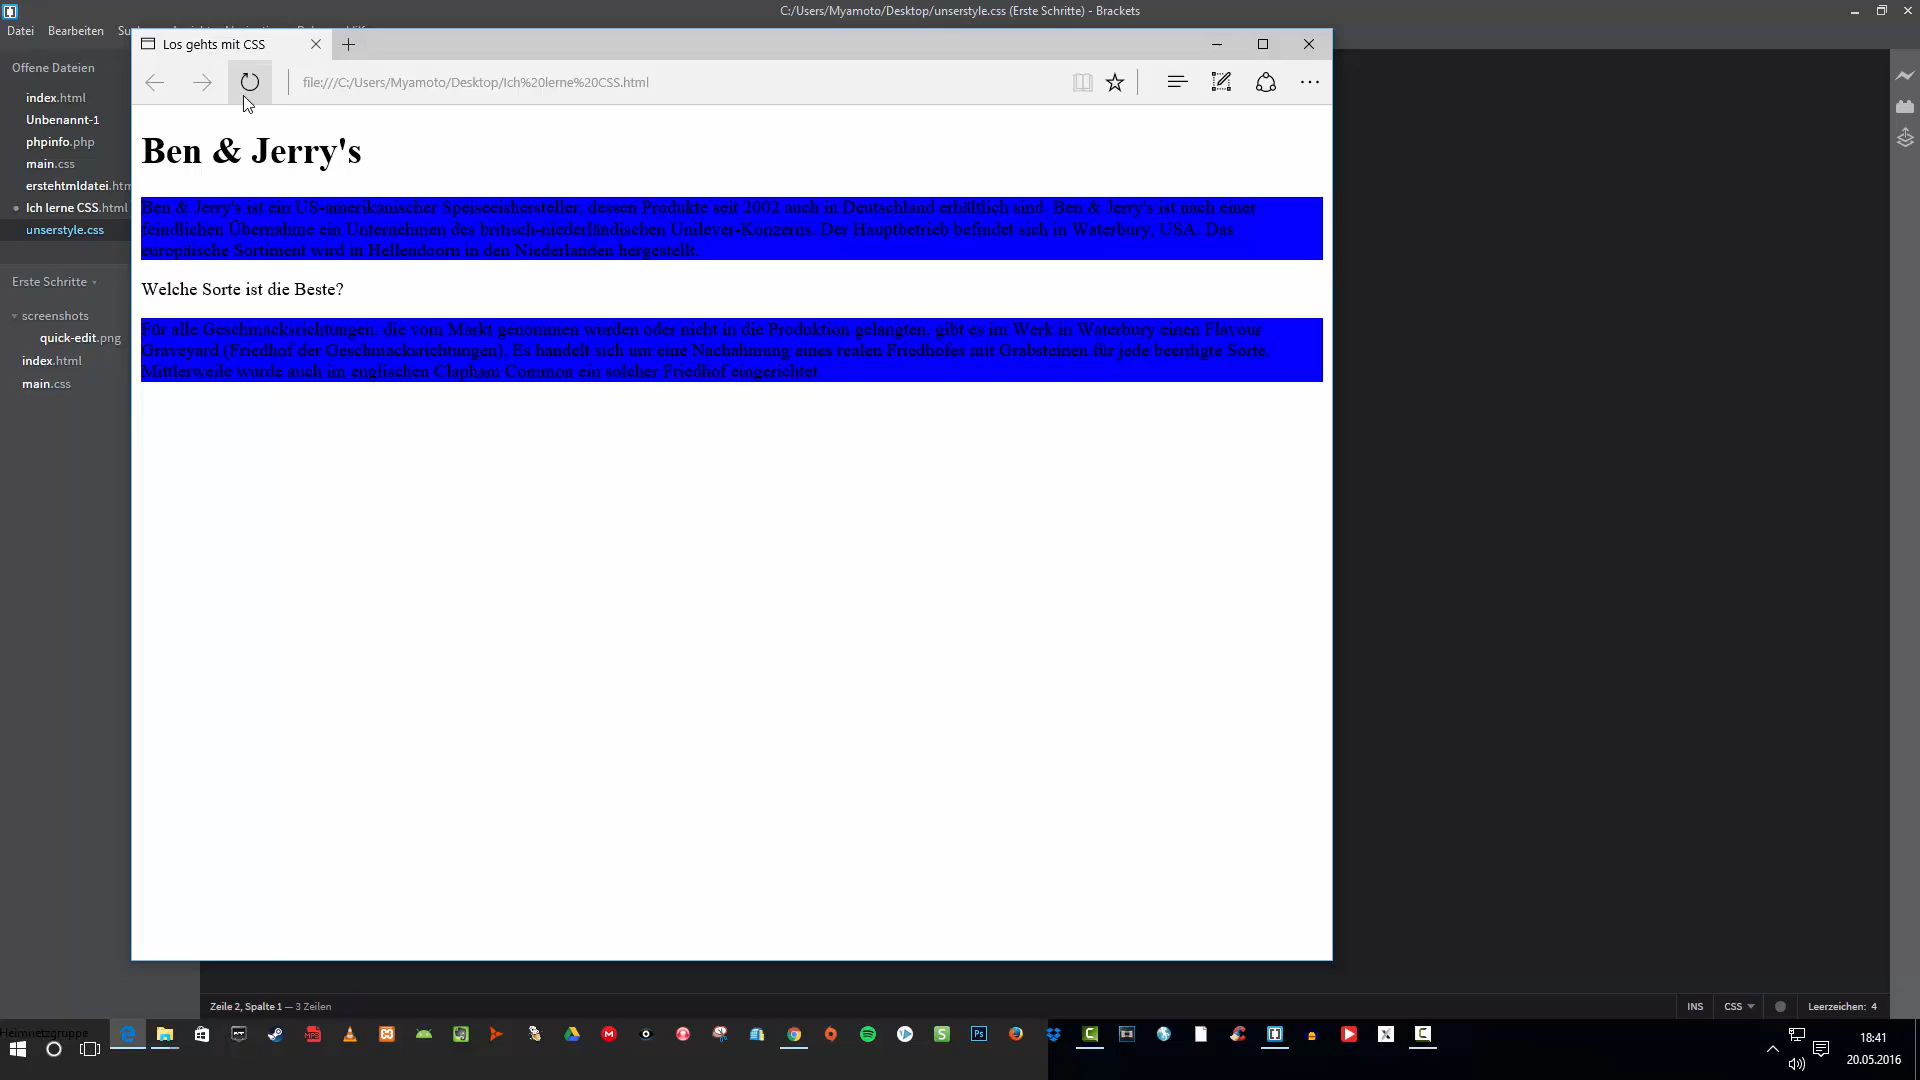 C:/Users/Myamoto/Desktop/unserstyle.css (Erste Schritte) - Brackets
Datei Bearbeiten
Los gehts mit CSS
file:///C:/Users/Myamoto/Desktop/Ich%20lerne%20CSS.html
Offene Dateien
index.html
Unbenannt-1
phpinfo.php
main.css
erstehtmldatei.htm
Ich lerne CSS.html
unserstyle.css
Erste Schritte
screenshots
quick-edit.png
index.html
main.css
Ben & Jerry's
Ben & Jerry's ist ein US-amerikanischer Speiseeishersteller, dessen Produkte seit 2002 auch in Deutschland erhältlich sind. Ben & Jerry's ist nach einer
feindlichen Übernahme ein Unternehmen des britsch-niederländischen Unilever-Konzerns. Der Hauptbetrieb befindet sich in Waterbury, USA. Das
europäische Sortiment wird in Hellendoorn in den Niederlanden hergestellt.
Welche Sorte ist die Beste?
Für alle Geschmacksrichtungen, die vom Markt genommen wurden oder nicht in die Produktion gelangten, gibt es im Werk in Waterbury einen Flavour
Graveyard (Friedhof der Geschmacksrichtungen). Es handelt sich um eine Nachahmung eines realen Friedhofes mit Grabsteinen für jede beerdigte Sorte.
Mittlerweile wurde auch im englischen Clapham Common ein solcher Friedhof eingerichtet.
Zeile 2, Spalte 1 — 3 Zeilen
INS CSS Leerzeichen: 4
Heimnetzgruppe
18:41
20.05.2016